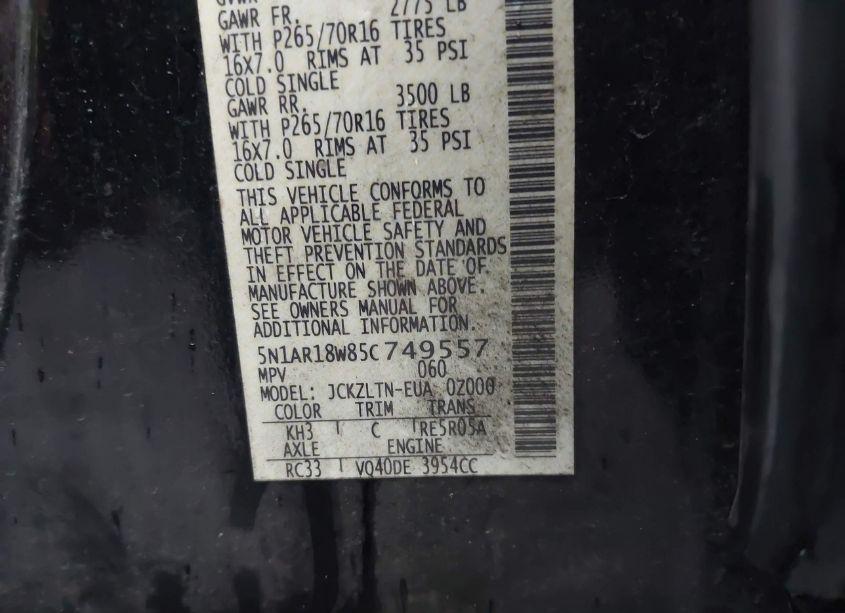 GVWR
GAWR FR. 2775 LB
WITH P265/70R16 TIRES
16X7.0 RIMS AT 35 PSI
COLD SINGLE
GAWR RR. 3500 LB
WITH P265/70R16 TIRES
16X7.0 RIMS AT 35 PSI
COLD SINGLE
THIS VEHICLE CONFORMS TO
ALL APPLICABLE FEDERAL
MOTOR VEHICLE SAFETY AND
THEFT PREVENTION STANDARDS
IN EFFECT ON THE DATE OF
MANUFACTURE SHOWN ABOVE.
SEE OWNERS MANUAL FOR
ADDITIONAL INFORMATION.
5N1AR18W85C749557
MPV 060
MODEL: JCKZLTN-EUA 0Z000
COLOR TRIM TRANS
KH3 C RE5R05A
AXLE ENGINE
RC33 VQ40DE 3954CC